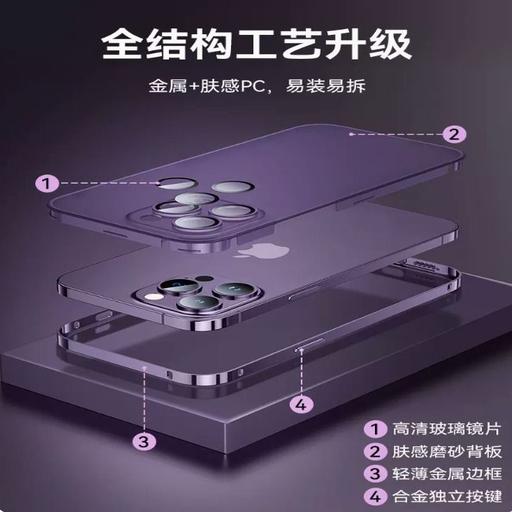 全结构工艺升级
金属+肤感PC，易装易拆
2
1
3
4
1 高清玻璃镜片
2 肤感磨砂背板
3 轻薄金属边框
4 合金独立按键